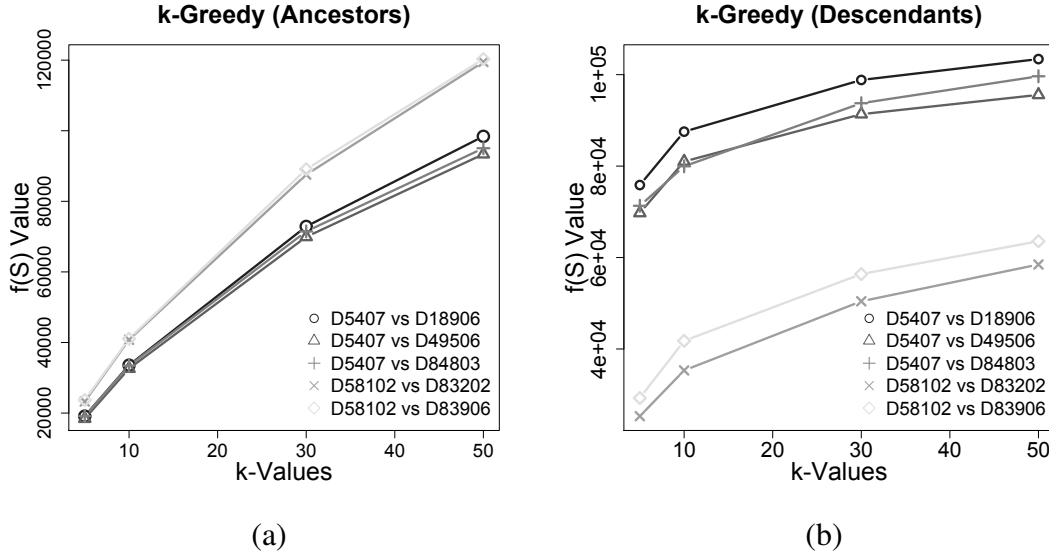 k-Greedy (Ancestors)
f(S) Value
20000
40000
60000
80000
120000
10
20
30
40
50
k-Values
D5407 vs D18906
D5407 vs D49506
D5407 vs D84803
D58102 vs D83202
D58102 vs D83906
(a)
k-Greedy (Descendants)
f(S) Value
4e+04
6e+04
8e+04
1e+05
10
20
30
40
50
k-Values
D5407 vs D18906
D5407 vs D49506
D5407 vs D84803
D58102 vs D83202
D58102 vs D83906
(b)